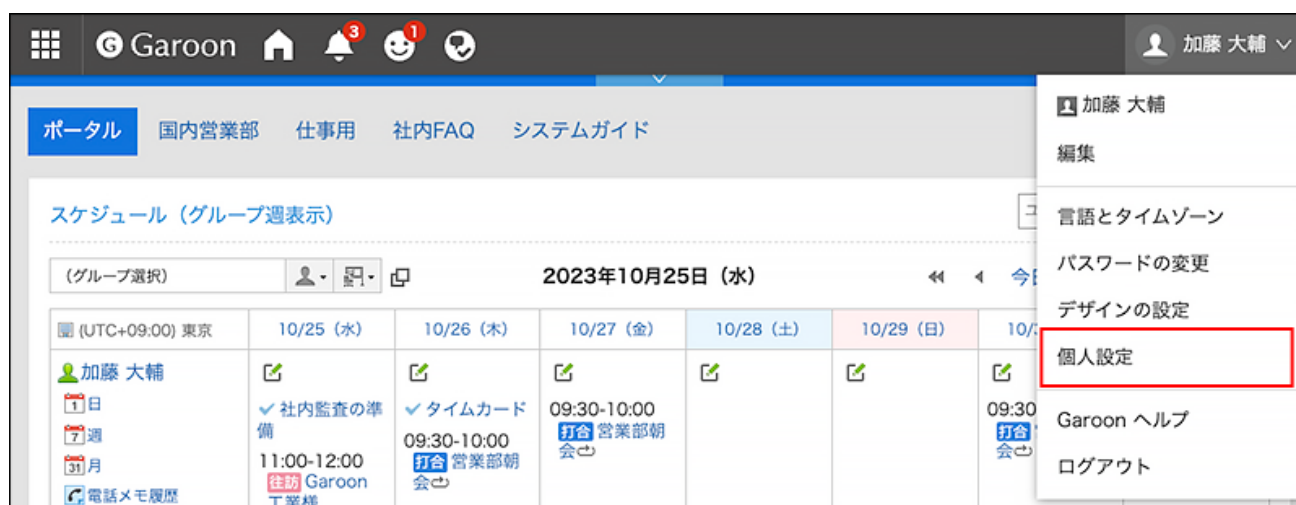 Garoon 3 1 加藤 大輔
加藤 大輔
編集
言語とタイムゾーン
パスワードの変更
デザインの設定
個人設定
Garoon ヘルプ
ログアウト
ポータル 国内営業部 仕事用 社内FAQ システムガイド
スケジュール（グループ週表示）
(グループ選択) 2023年10月25日（水）
(UTC+09:00) 東京 10/25（水） 10/26（木） 10/27（金） 10/28（土） 10/29（日）
加藤 大輔
1 日
7 週
31 月
電話メモ履歴
社内監査の準
備
11:00-12:00
往訪 Garoon
工業様
タイムカード
09:30-10:00
打合 営業部朝
会
09:30-10:00
打合 営業部朝
会
09:30
打合
会